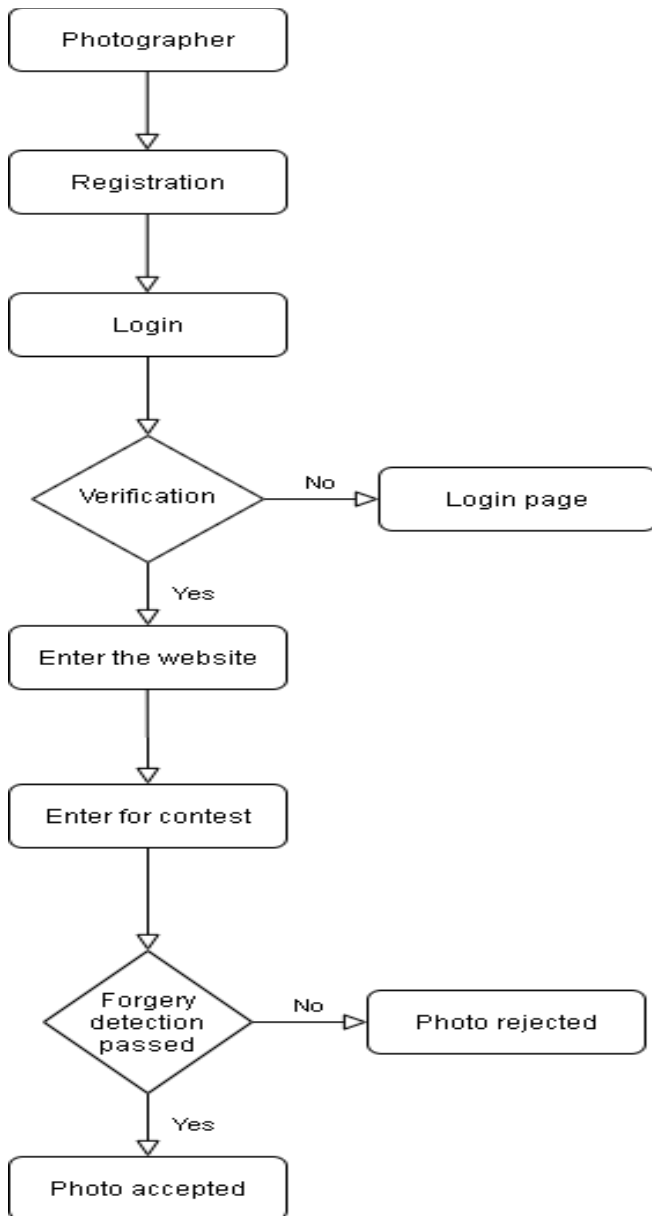 Photographer
Registration
Login
Verification
No
Login page
Yes
Enter the website
Enter for contest
Forgery
detection
passed
No
Photo rejected
Yes
Photo accepted